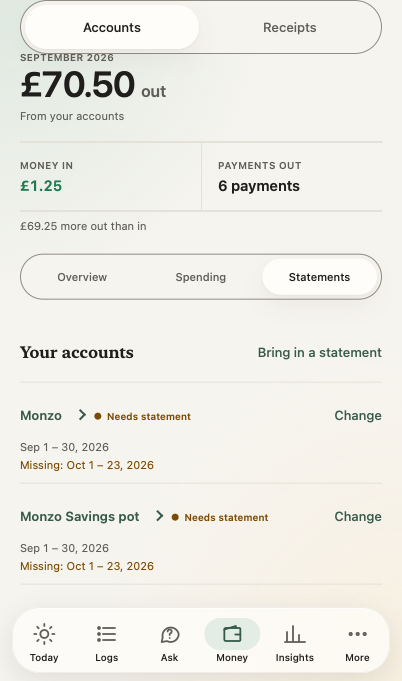 Accounts
Receipts
SEPTEMBER 2026
£70.50 out
From your accounts
MONEY IN
£1.25
PAYMENTS OUT
6 payments
£69.25 more out than in
Overview
Spending
Statements
Your accounts
Bring in a statement
Monzo
Needs statement
Change
Sep 1 – 30, 2026
Missing: Oct 1 – 23, 2026
Monzo Savings pot
Needs statement
Change
Sep 1 – 30, 2026
Missing: Oct 1 – 23, 2026
Today
Logs
Ask
Money
Insights
More